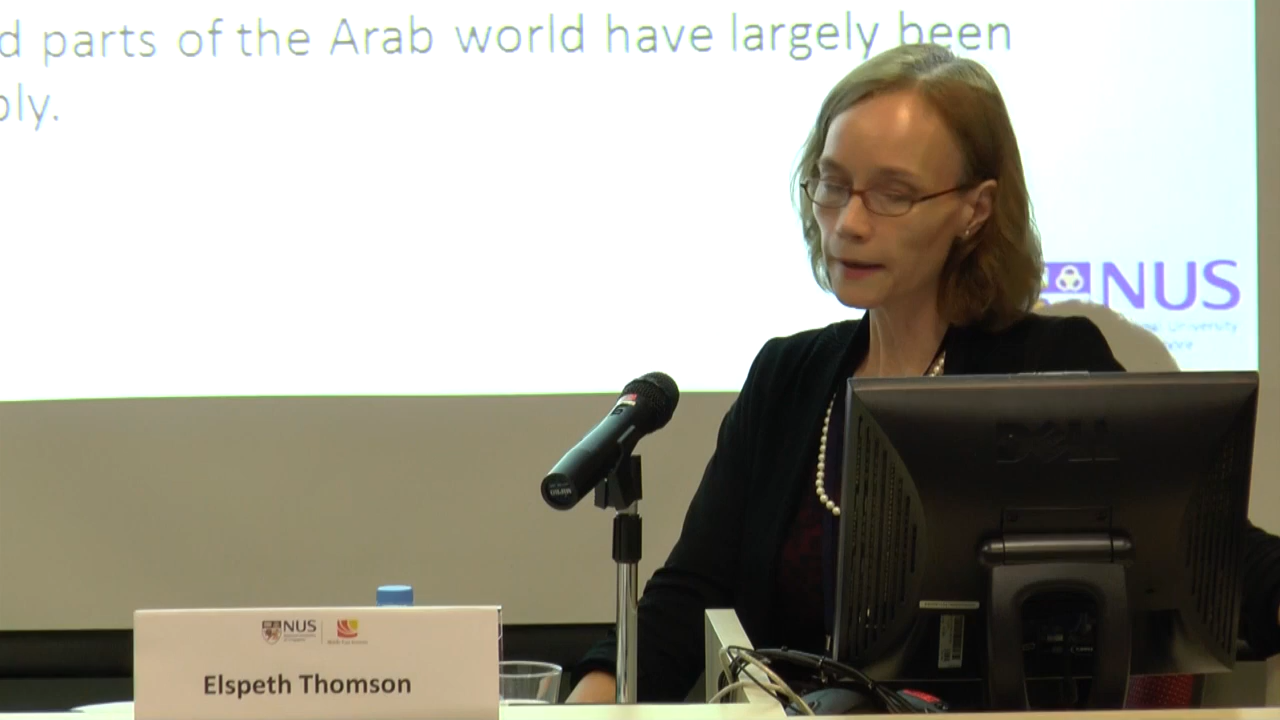 d parts of the Arab world have largely been
ply.
NUS
DELL
NUS
Elspeth Thomson